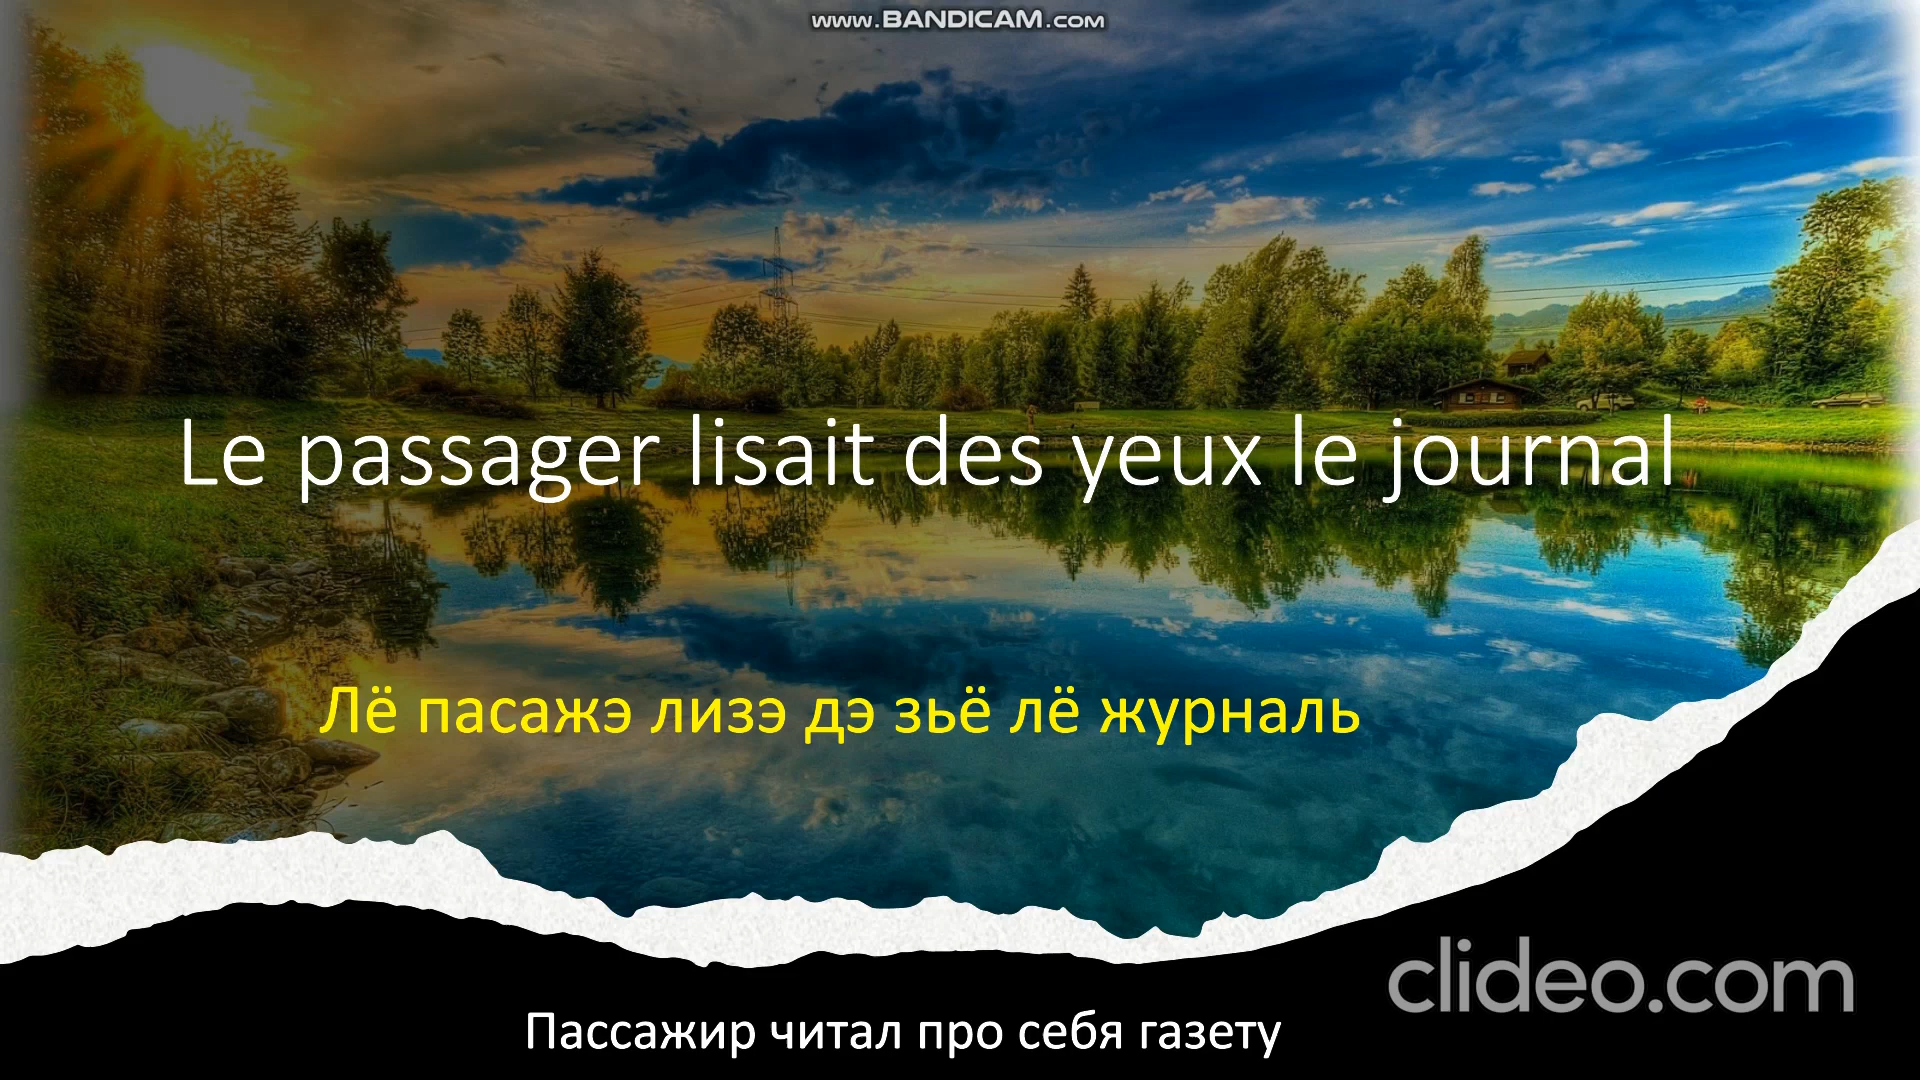 www.BANDICAM.com
Le passager lisait des yeux le journal
Лё пасажэ лизэ дэ зьё лё журналь
clideo.com
Пассажир читал про себя газету